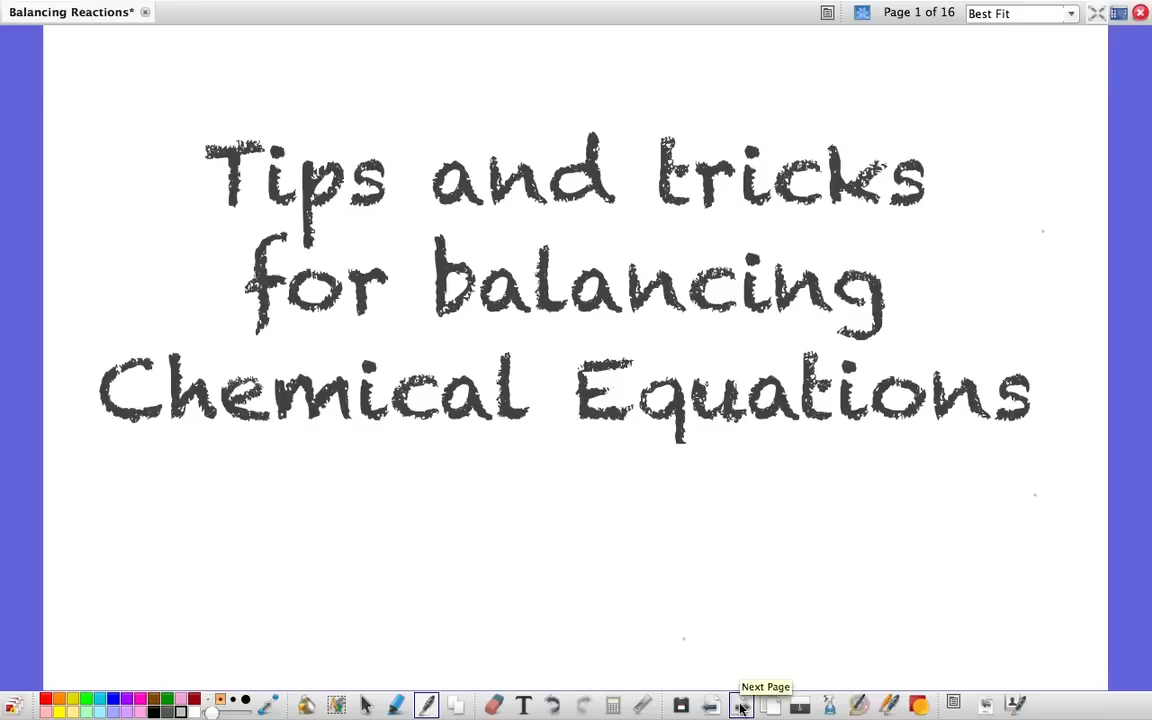 Balancing Reactions*
Page 1 of 16
Best Fit
Tips and tricks
for balancing
Chemical Equations
Next Page